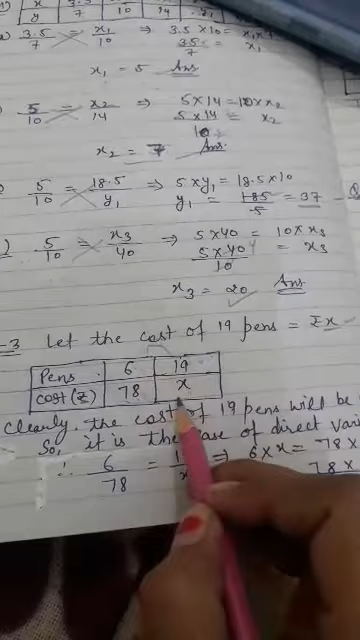 x 3.5 10 14 y₁
y 7
3.5/7 = x₁/10 ⇒ 3.5 × 10 = x₁ × 7
3.5/7 = x₁
x₁ = 5 Ans
5/10 = x₂/14 ⇒ 5×14 = 10×x₂
5×14/10 = x₂
x₂ = 7 Ans.
5/10 = 18.5/y₁ ⇒ 5×y₁ = 18.5×10
y₁ = 185/5 = 37
5/10 = x₃/40 ⇒ 5×40 = 10×x₃
5×40/10 = x₃
x₃ = 20 Ans
-3 Let the cost of 19 pens = ₹x
Pens 6 19
cost(₹) 78 x
clearly, the cost of 19 pens will be
So, it is the case of direct vari
∴ 6/78 = ⇒ 6×x = 78×
78×